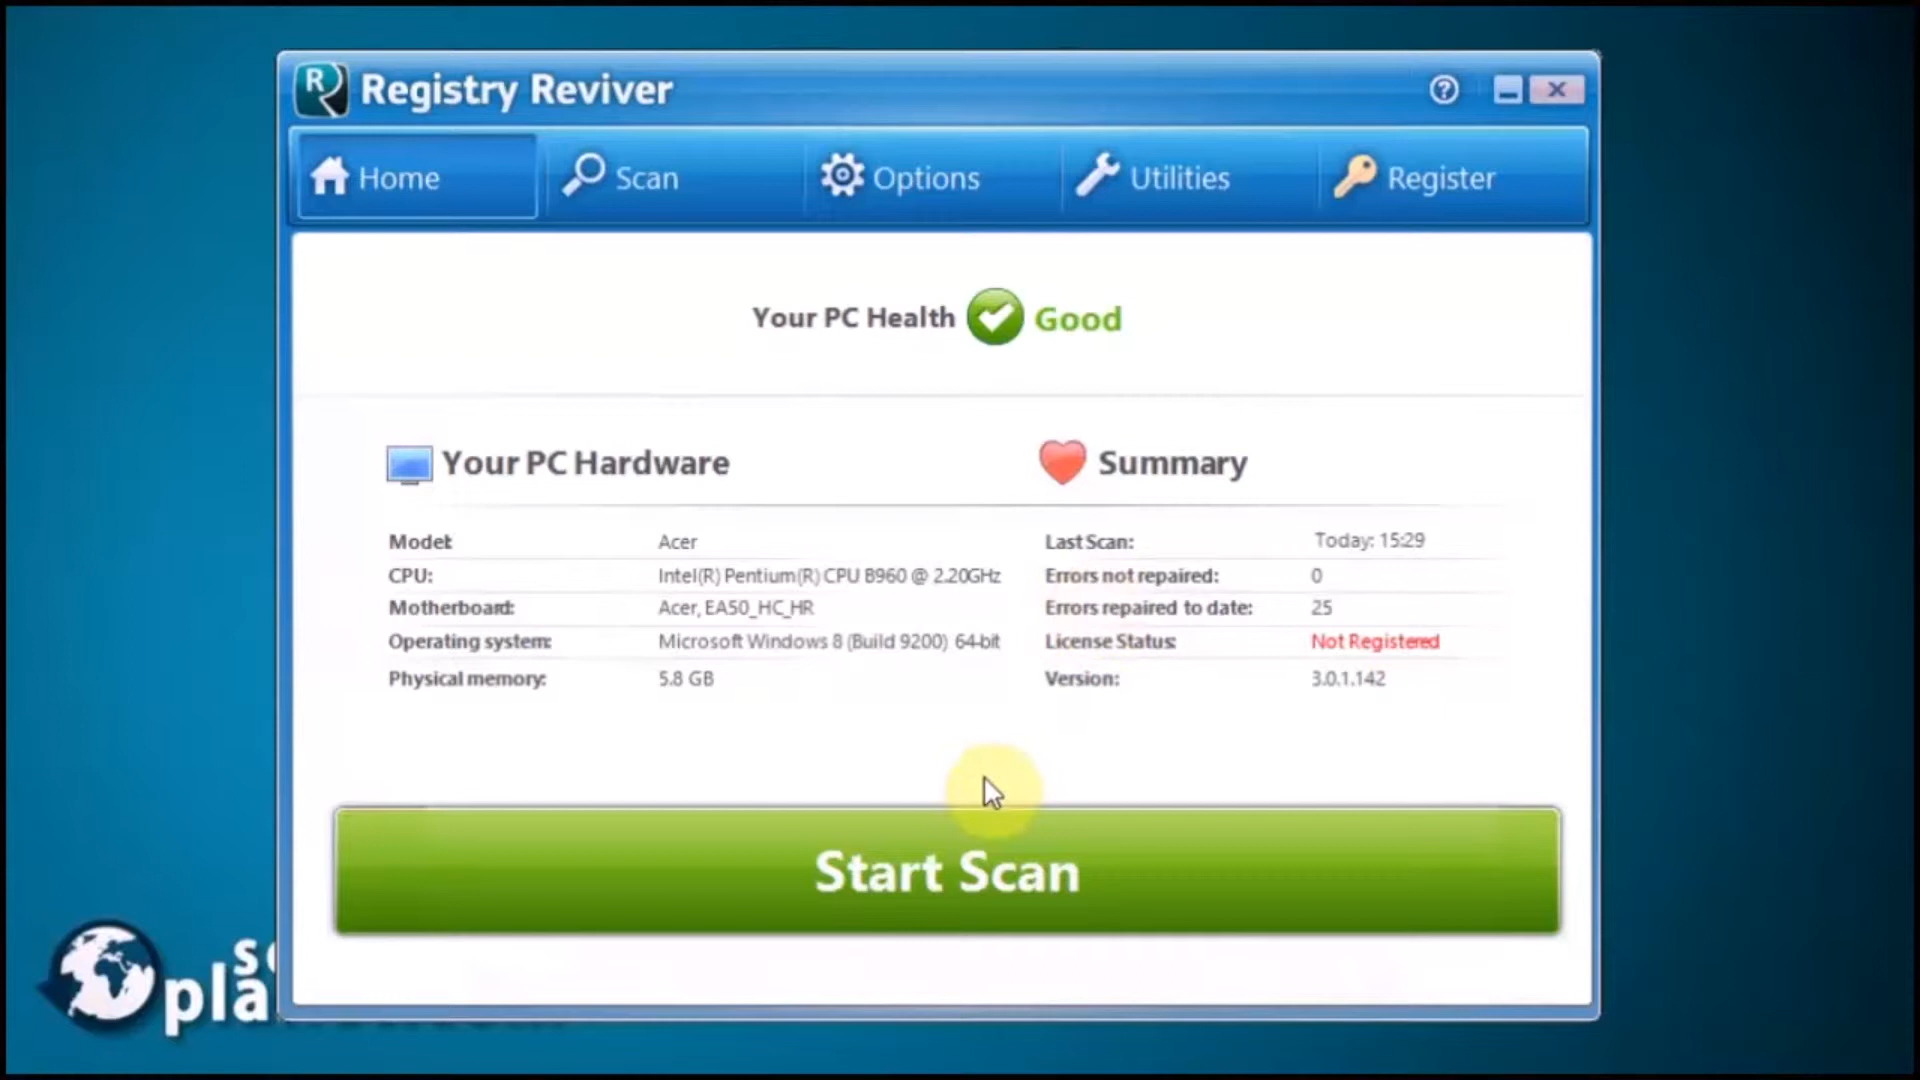 Registry Reviver
Home
Scan
Options
Utilities
Register
Your PC Health Good
Your PC Hardware
Model: Acer
CPU: Intel(R) Pentium(R) CPU B960 @ 2.20GHz
Motherboard: Acer, EA50_HC_HR
Operating system: Microsoft Windows 8 (Build 9200) 64-bit
Physical memory: 5.8 GB
Summary
Last Scan: Today: 15:29
Errors not repaired: 0
Errors repaired to date: 25
License Status: Not Registered
Version: 3.0.1.142
Start Scan